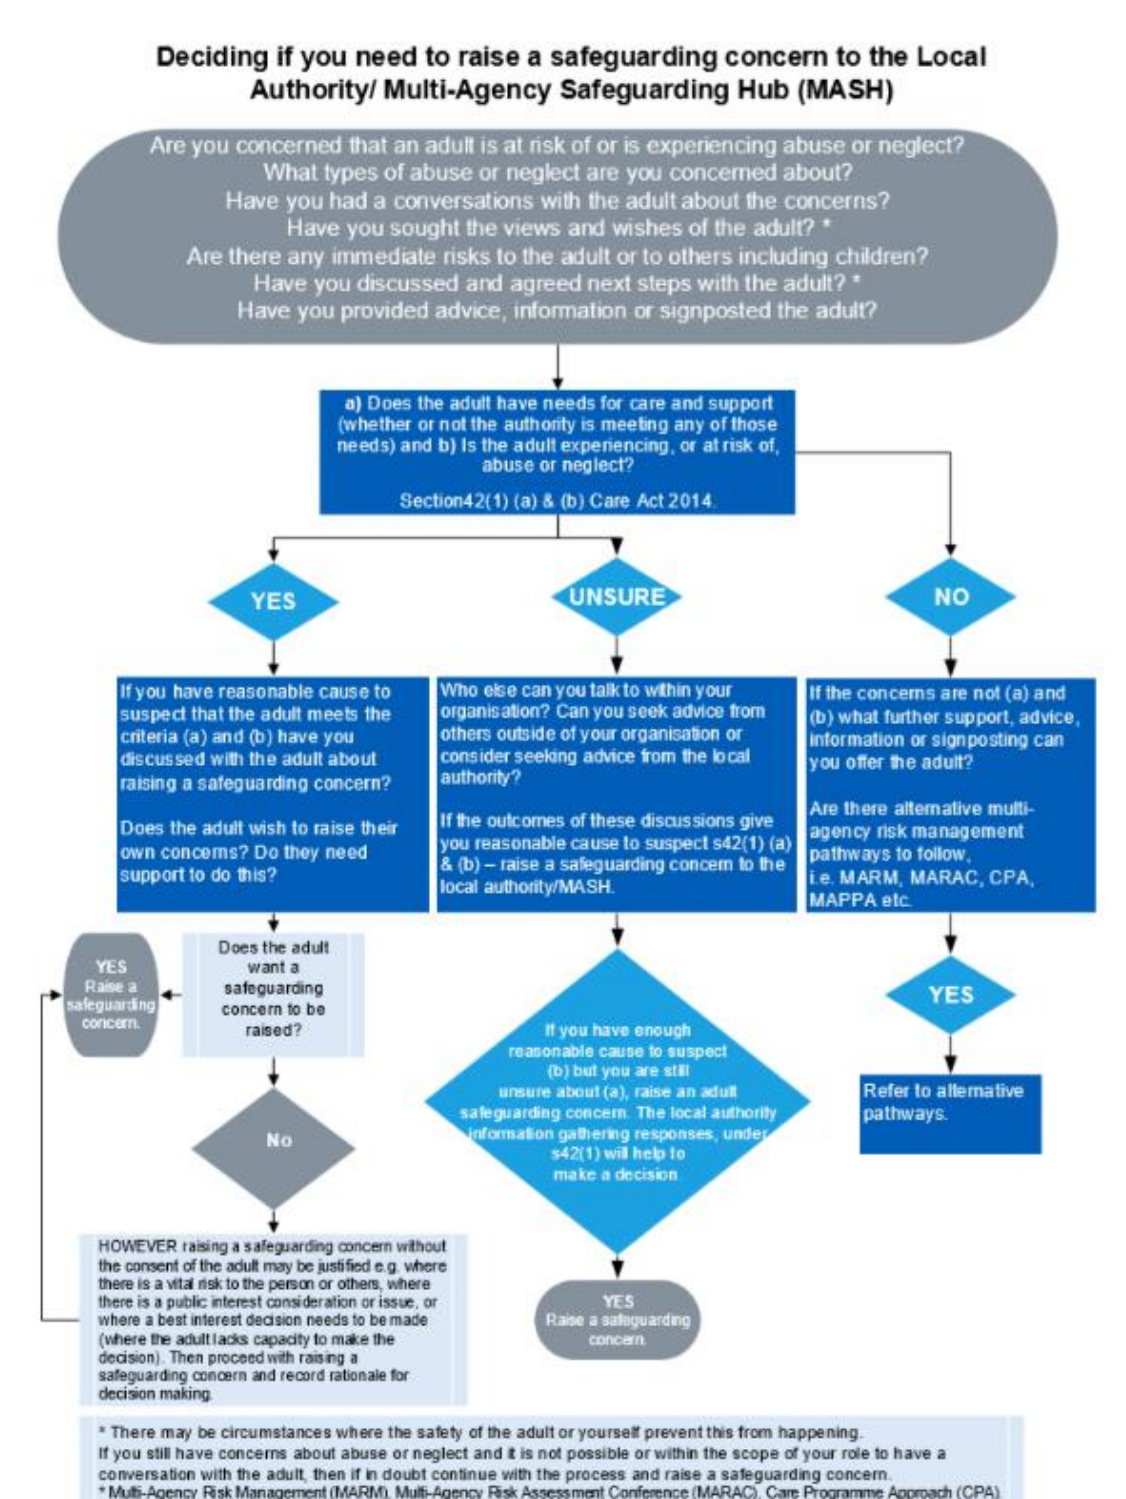 Deciding if you need to raise a safeguarding concern to the Local
Authority/ Multi-Agency Safeguarding Hub (MASH)
Are you concerned that an adult is at risk of or is experiencing abuse or neglect?
What types of abuse or neglect are you concerned about?
Have you had a conversations with the adult about the concerns?
Have you sought the views and wishes of the adult? *
Are there any immediate risks to the adult or to others including children?
Have you discussed and agreed next steps with the adult? *
Have you provided advice, information or signposted the adult?
a) Does the adult have needs for care and support
(whether or not the authority is meeting any of those
needs) and b) Is the adult experiencing, or at risk of,
abuse or neglect?
Section42(1) (a) & (b) Care Act 2014.
YES
UNSURE
NO
If you have reasonable cause to
suspect that the adult meets the
criteria (a) and (b) have you
discussed with the adult about
raising a safeguarding concern?
Does the adult wish to raise their
own concerns? Do they need
support to do this?
Who else can you talk to within your
organisation? Can you seek advice from
others outside of your organisation or
consider seeking advice from the local
authority?
If the outcomes of these discussions give
you reasonable cause to suspect s42(1) (a)
& (b) – raise a safeguarding concern to the
local authority/MASH.
If the concerns are not (a) and
(b) what further support, advice,
information or signposting can
you offer the adult?
Are there alternative multi-
agency risk management
pathways to follow,
i.e. MARM, MARAC, CPA,
MAPPA etc.
YES
Raise a
safeguarding
concern.
Does the adult
want a
safeguarding
concern to be
raised?
No
HOWEVER raising a safeguarding concern without
the consent of the adult may be justified e.g. where
there is a vital risk to the person or others, where
there is a public interest consideration or issue, or
where a best interest decision needs to be made
(where the adult lacks capacity to make the
decision). Then proceed with raising a
safeguarding concern and record rationale for
decision making.
If you have enough
reasonable cause to suspect
(b) but you are still
unsure about (a), raise an adult
safeguarding concern. The local authority
information gathering responses, under
s42(1) will help to
make a decision
YES
Raise a safeguarding
concern.
YES
Refer to alternative
pathways.
* There may be circumstances where the safety of the adult or yourself prevent this from happening.
If you still have concerns about abuse or neglect and it is not possible or within the scope of your role to have a
conversation with the adult, then if in doubt continue with the process and raise a safeguarding concern.
* Multi-Agency Risk Management (MARM), Multi-Agency Risk Assessment Conference (MARAC), Care Programme Approach (CPA)